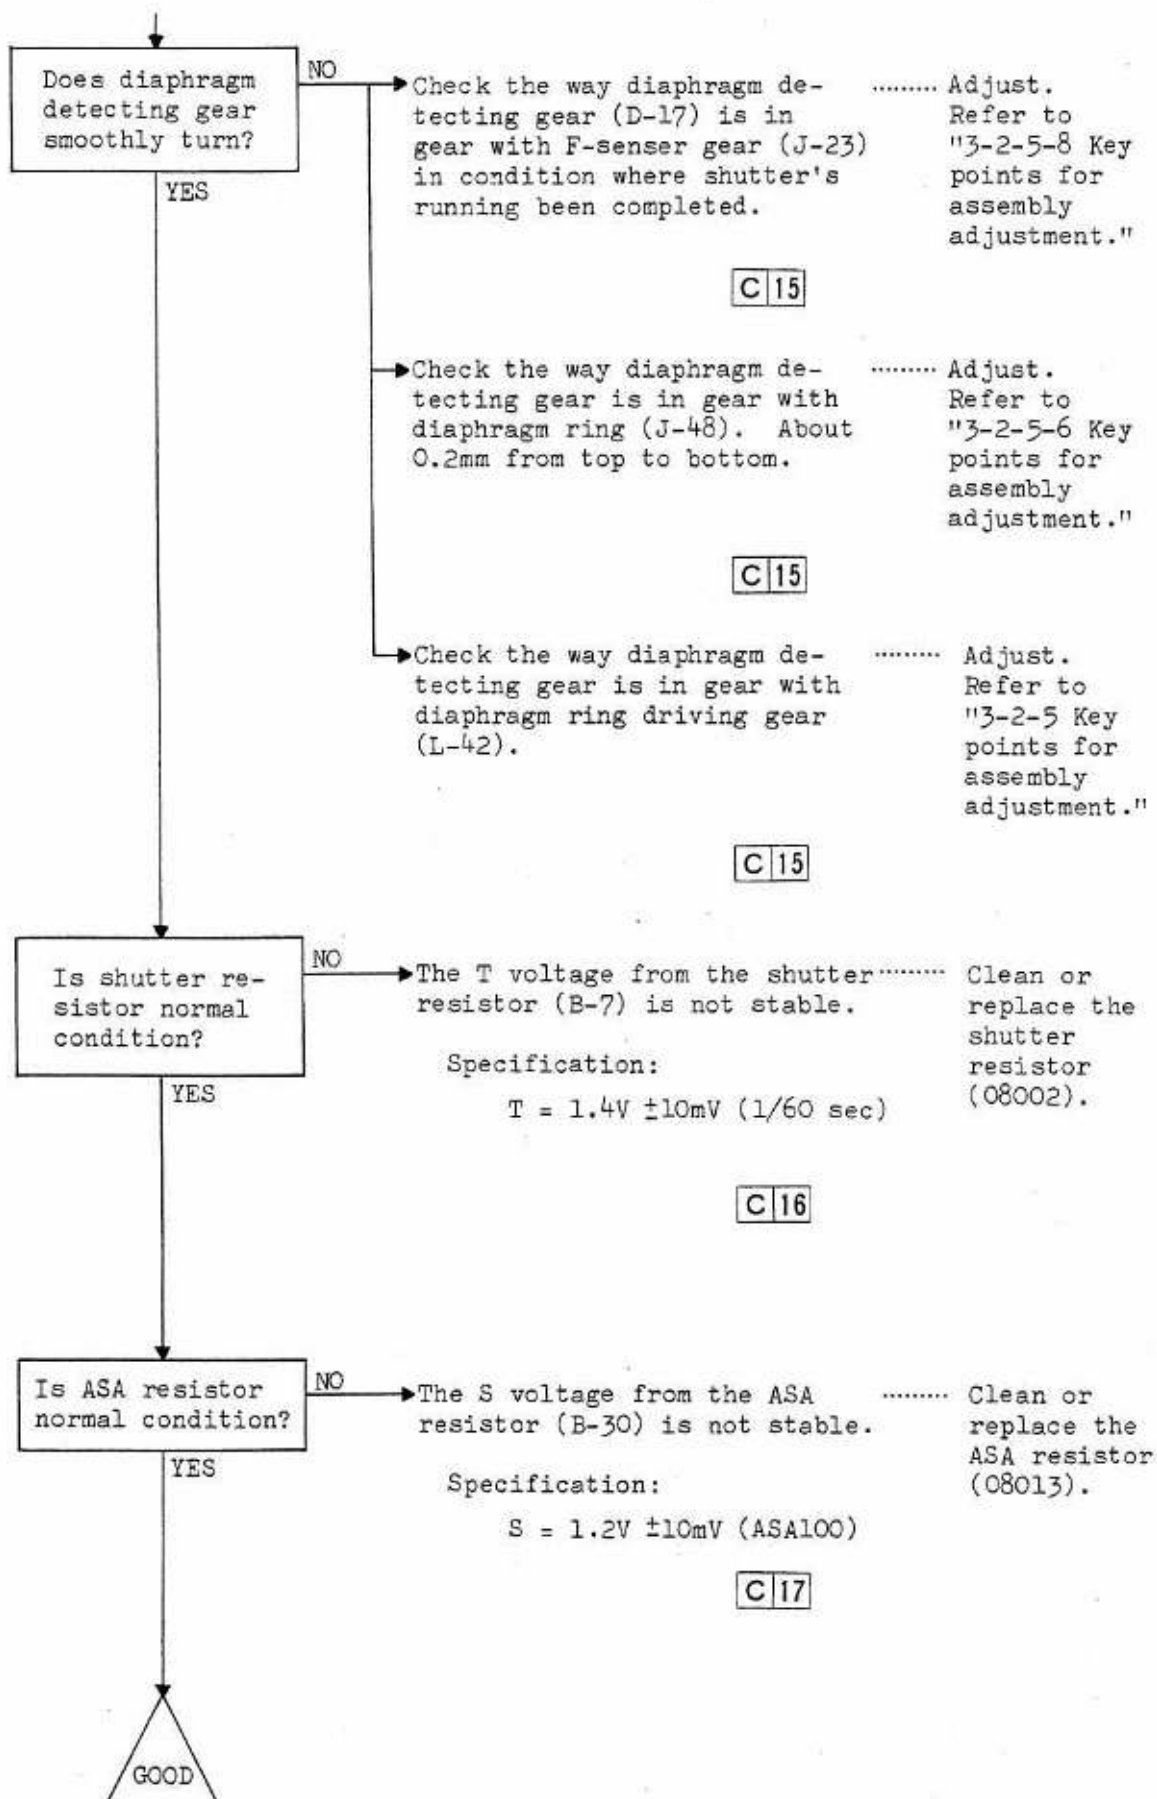 Does diaphragm
detecting gear
smoothly turn?
NO
YES
Check the way diaphragm de-
tecting gear (D-17) is in
gear with F-senser gear (J-23)
in condition where shutter's
running been completed.
........ Adjust.
Refer to
"3-2-5-8 Key
points for
assembly
adjustment."
C 15
Check the way diaphragm de-
tecting gear is in gear with
diaphragm ring (J-48). About
0.2mm from top to bottom.
........ Adjust.
Refer to
"3-2-5-6 Key
points for
assembly
adjustment."
C 15
Check the way diaphragm de-
tecting gear is in gear with
diaphragm ring driving gear
(L-42).
........ Adjust.
Refer to
"3-2-5 Key
points for
assembly
adjustment."
C 15
Is shutter re-
sistor normal
condition?
NO
YES
The T voltage from the shutter
resistor (B-7) is not stable.
Specification:
T = 1.4V ±10mV (1/60 sec)
........ Clean or
replace the
shutter
resistor
(08002).
C 16
Is ASA resistor
normal condition?
NO
YES
The S voltage from the ASA
resistor (B-30) is not stable.
Specification:
S = 1.2V ±10mV (ASA100)
........ Clean or
replace the
ASA resistor
(08013).
C 17
GOOD